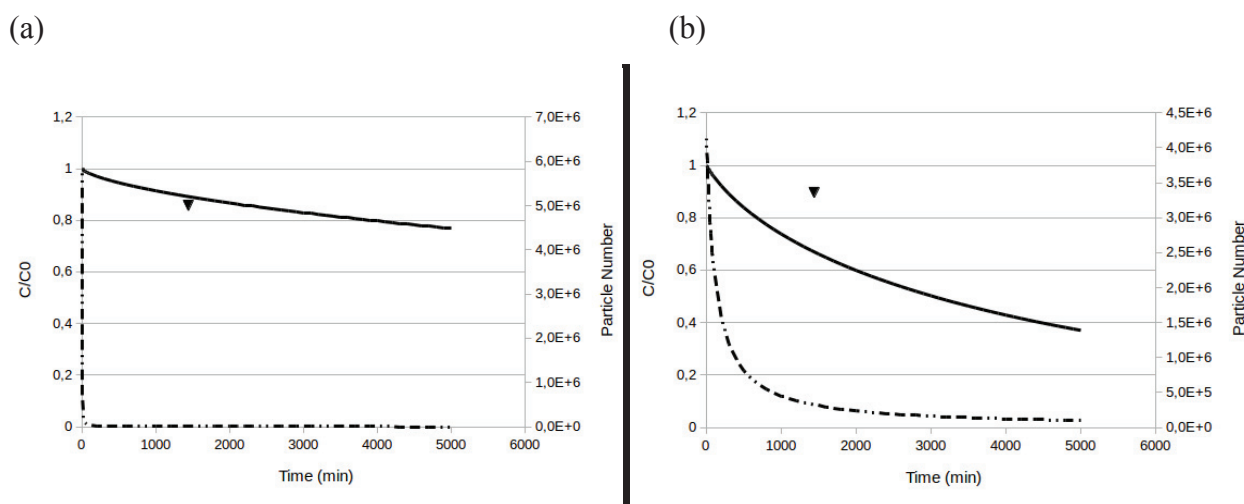 (a)
1,2
1
0,8
0,6
0,4
0,2
0
C/C0
7,0E+6
6,0E+6
5,0E+6
4,0E+6
3,0E+6
2,0E+6
1,0E+6
0,0E+0
Particle Number
0 1000 2000 3000 4000 5000 6000
Time (min)
(b)
1,2
1
0,8
0,6
0,4
0,2
0
C/C0
4,5E+6
4,0E+6
3,5E+6
3,0E+6
2,5E+6
2,0E+6
1,5E+6
1,0E+6
5,0E+5
0,0E+0
Particle Number
0 1000 2000 3000 4000 5000 6000
Time (min)